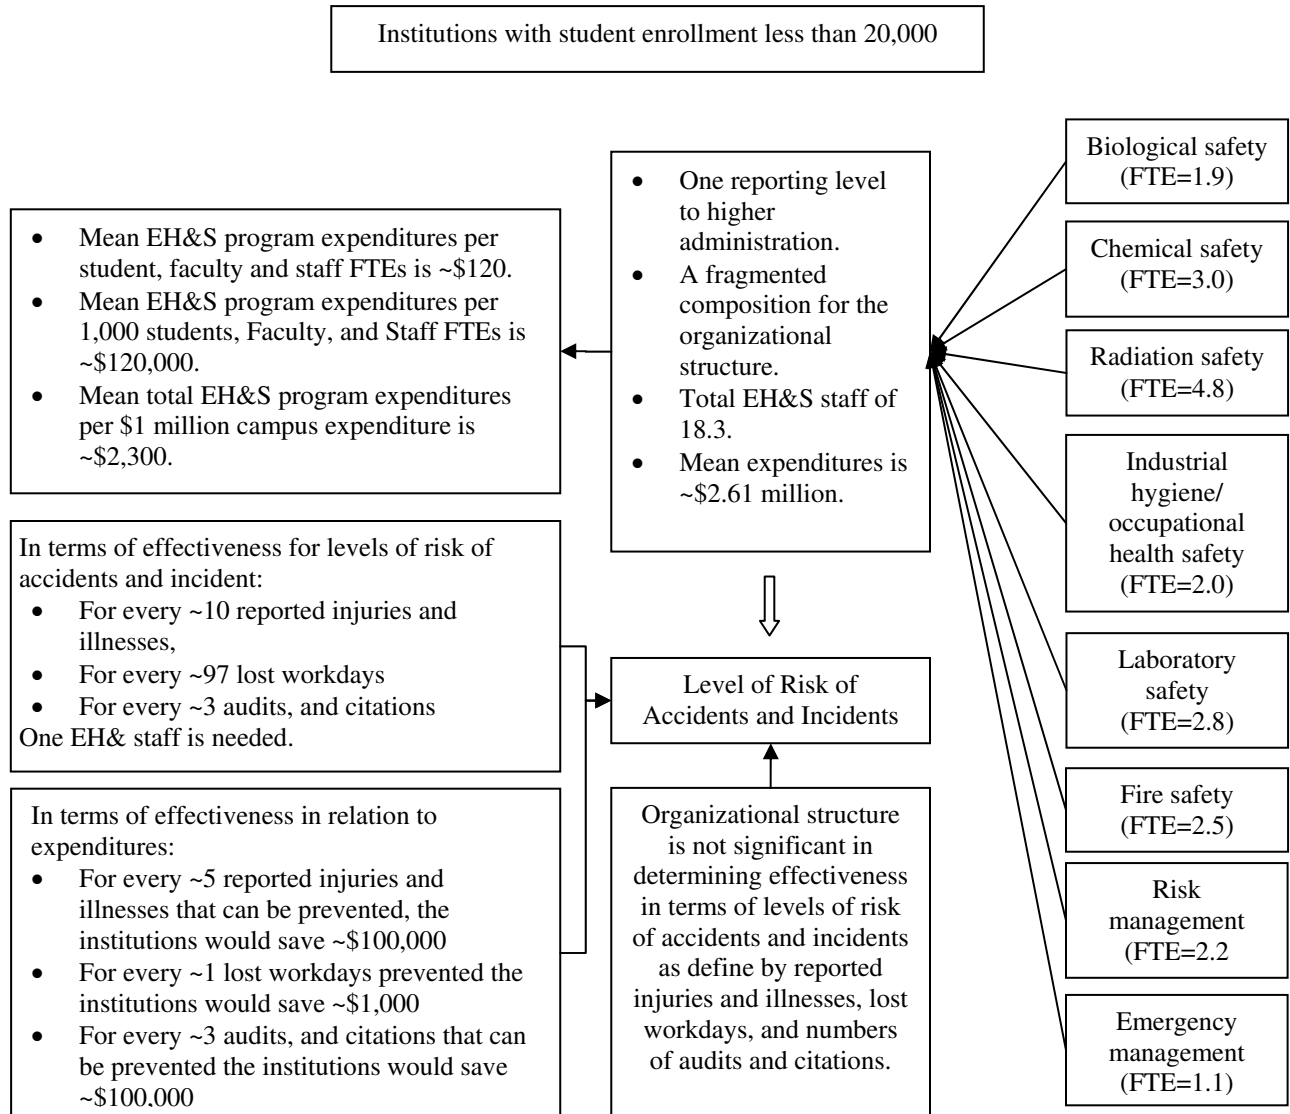 Institutions with student enrollment less than 20,000
• Mean EH&S program expenditures per
student, faculty and staff FTEs is ~$120.
• Mean EH&S program expenditures per
1,000 students, Faculty, and Staff FTEs is
~$120,000.
• Mean total EH&S program expenditures
per $1 million campus expenditure is
~$2,300.
• One reporting level
to higher
administration.
• A fragmented
composition for the
organizational
structure.
• Total EH&S staff of
18.3.
• Mean expenditures is
~$2.61 million.
Biological safety
(FTE=1.9)
Chemical safety
(FTE=3.0)
Radiation safety
(FTE=4.8)
Industrial
hygiene/
occupational
health safety
(FTE=2.0)
Laboratory
safety
(FTE=2.8)
Fire safety
(FTE=2.5)
Risk
management
(FTE=2.2
Emergency
management
(FTE=1.1)
In terms of effectiveness for levels of risk of
accidents and incident:
• For every ~10 reported injuries and
illnesses,
• For every ~97 lost workdays
• For every ~3 audits, and citations
One EH& staff is needed.
Level of Risk of
Accidents and Incidents
In terms of effectiveness in relation to
expenditures:
• For every ~5 reported injuries and
illnesses that can be prevented, the
institutions would save ~$100,000
• For every ~1 lost workdays prevented the
institutions would save ~$1,000
• For every ~3 audits, and citations that can
be prevented the institutions would save
~$100,000
Organizational structure
is not significant in
determining effectiveness
in terms of levels of risk
of accidents and incidents
as define by reported
injuries and illnesses, lost
workdays, and numbers
of audits and citations.